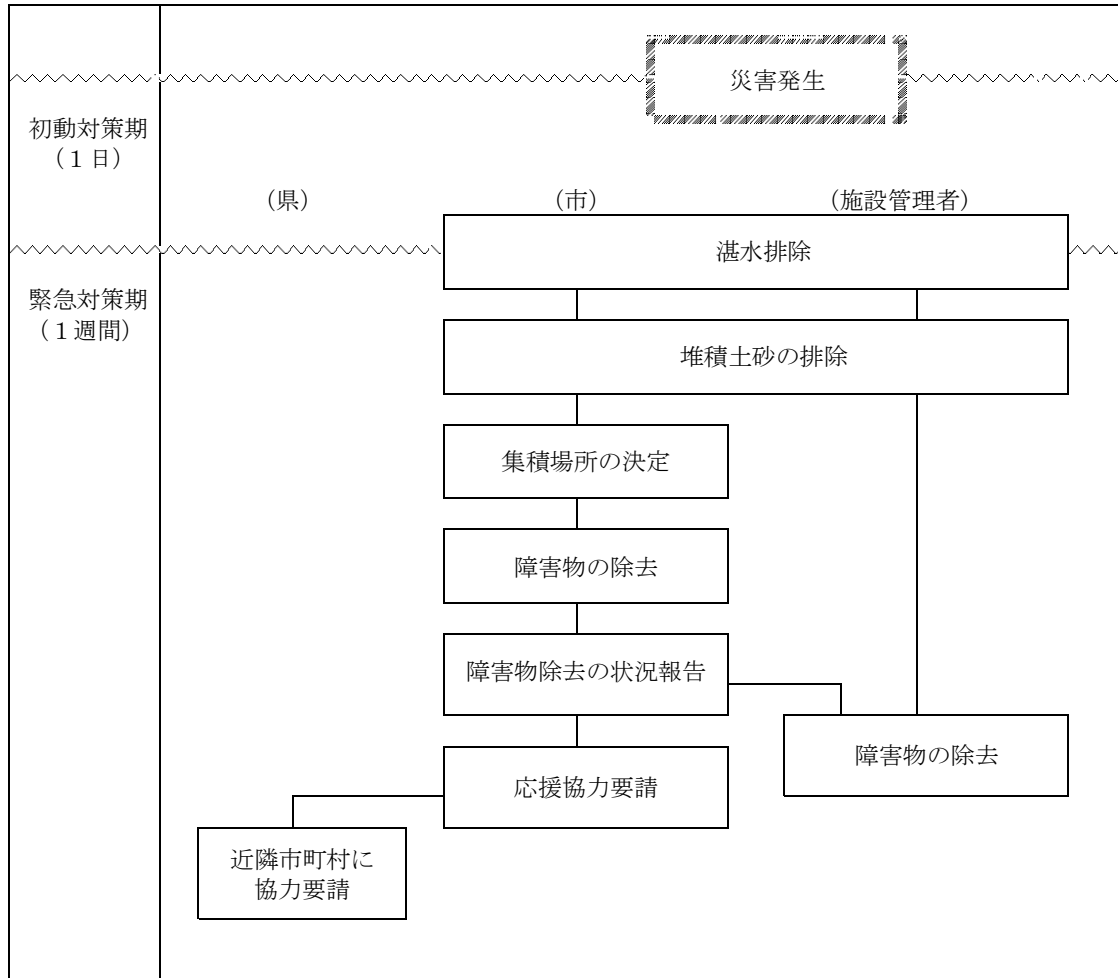 災害発生
初動対策期
（１日）
（県）
（市）
（施設管理者）
湛水排除
緊急対策期
（１週間）
堆積土砂の排除
集積場所の決定
障害物の除去
障害物除去の状況報告
障害物の除去
応援協力要請
近隣市町村に
協力要請